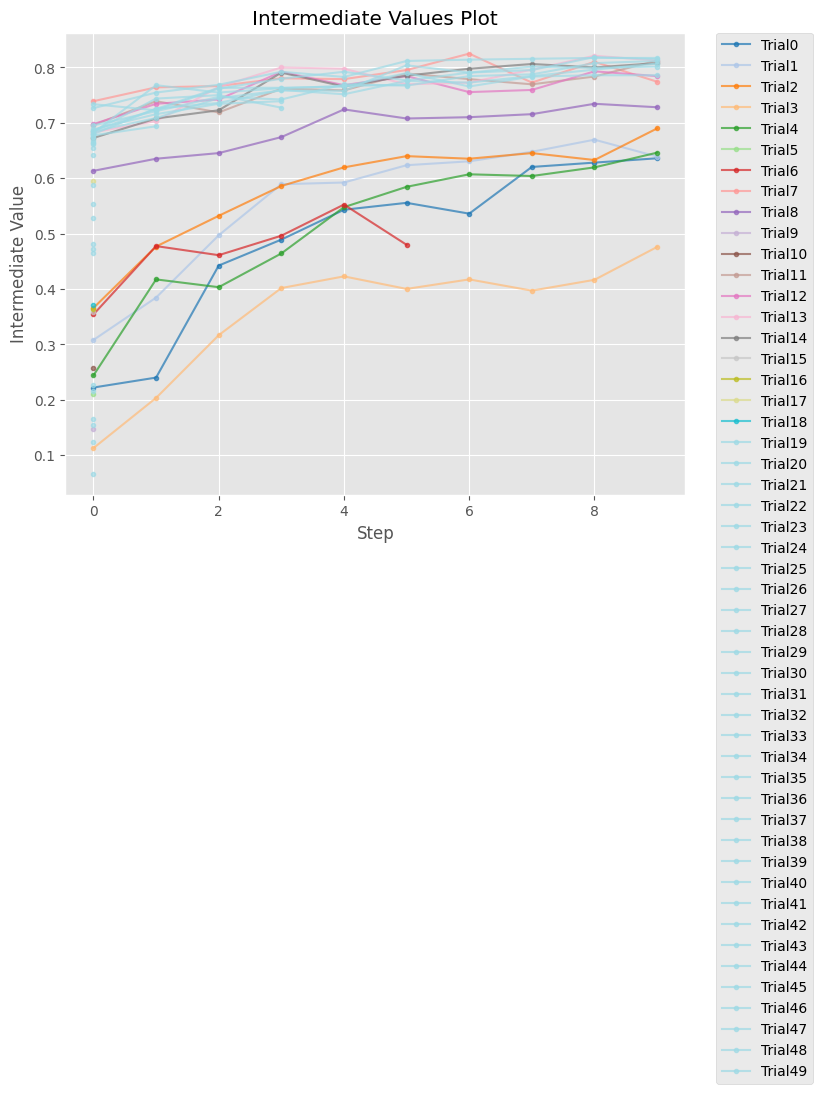 Intermediate Values Plot
Intermediate Value
0.8
0.7
0.6
0.5
0.4
0.3
0.2
0.1
0 2 4 6 8
Step
Trial0
Trial1
Trial2
Trial3
Trial4
Trial5
Trial6
Trial7
Trial8
Trial9
Trial10
Trial11
Trial12
Trial13
Trial14
Trial15
Trial16
Trial17
Trial18
Trial19
Trial20
Trial21
Trial22
Trial23
Trial24
Trial25
Trial26
Trial27
Trial28
Trial29
Trial30
Trial31
Trial32
Trial33
Trial34
Trial35
Trial36
Trial37
Trial38
Trial39
Trial40
Trial41
Trial42
Trial43
Trial44
Trial45
Trial46
Trial47
Trial48
Trial49